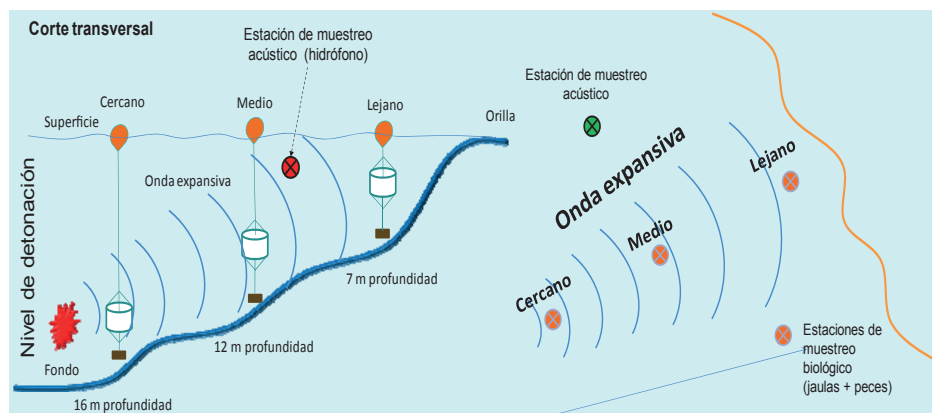 Corte transversal
Estación de muestreo
acústico (hidrófono)
Cercano
Medio
Lejano
Superficie
Orilla
Onda expansiva
Nivel de detonación
7 m profundidad
12 m profundidad
Fondo
16 m profundidad
Estación de muestreo
acústico
Onda expansiva
Lejano
Medio
Cercano
Estaciones de
muestreo
biológico
(jaulas + peces)